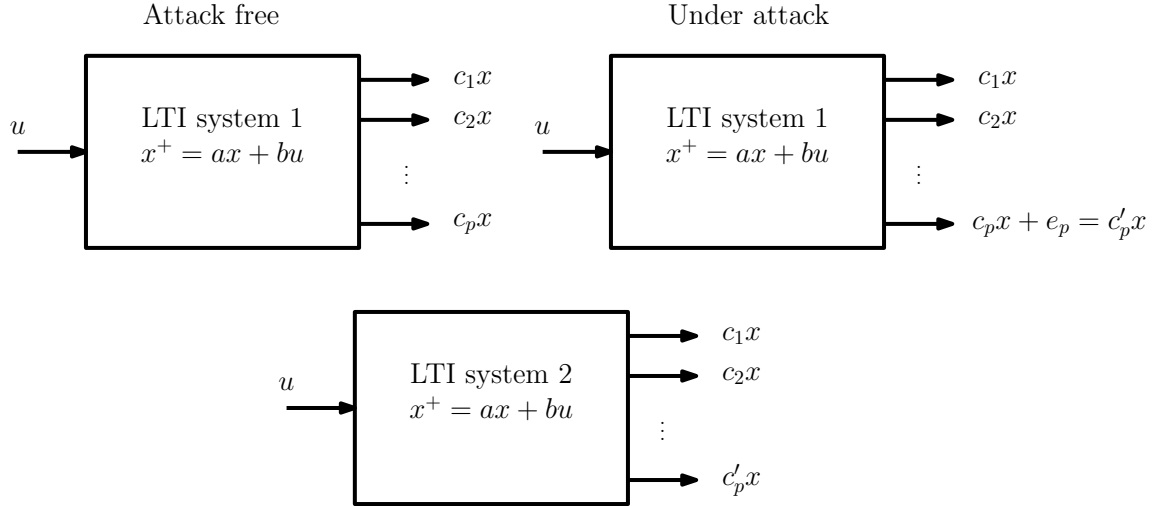 Attack free
u
LTI system 1
x⁺ = ax + bu
c₁x
c₂x
⋮
cₚx
Under attack
u
LTI system 1
x⁺ = ax + bu
c₁x
c₂x
⋮
cₚx + eₚ = c′ₚx
u
LTI system 2
x⁺ = ax + bu
c₁x
c₂x
⋮
c′ₚx